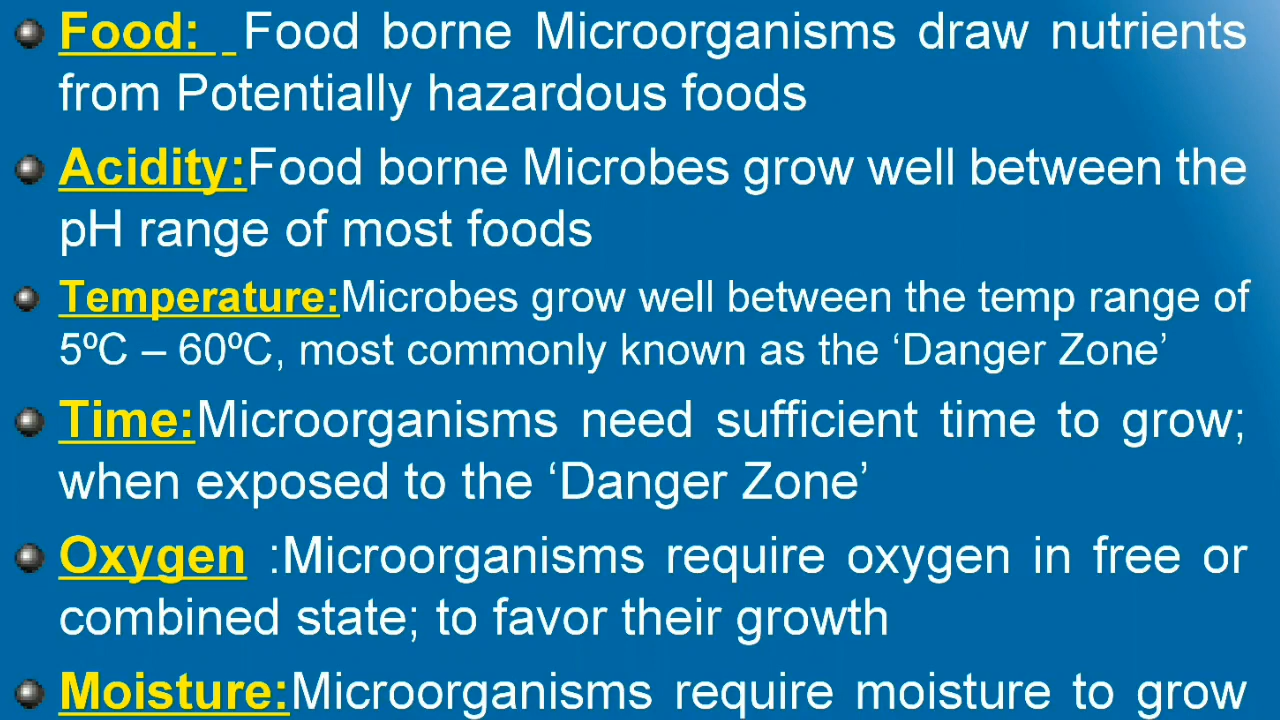 Food: _Food borne Microorganisms draw nutrients
from Potentially hazardous foods
Acidity:Food borne Microbes grow well between the
pH range of most foods
Temperature:Microbes grow well between the temp range of
5ºC – 60ºC, most commonly known as the ‘Danger Zone’
Time:Microorganisms need sufficient time to grow;
when exposed to the ‘Danger Zone’
Oxygen :Microorganisms require oxygen in free or
combined state; to favor their growth
Moisture:Microorganisms require moisture to grow